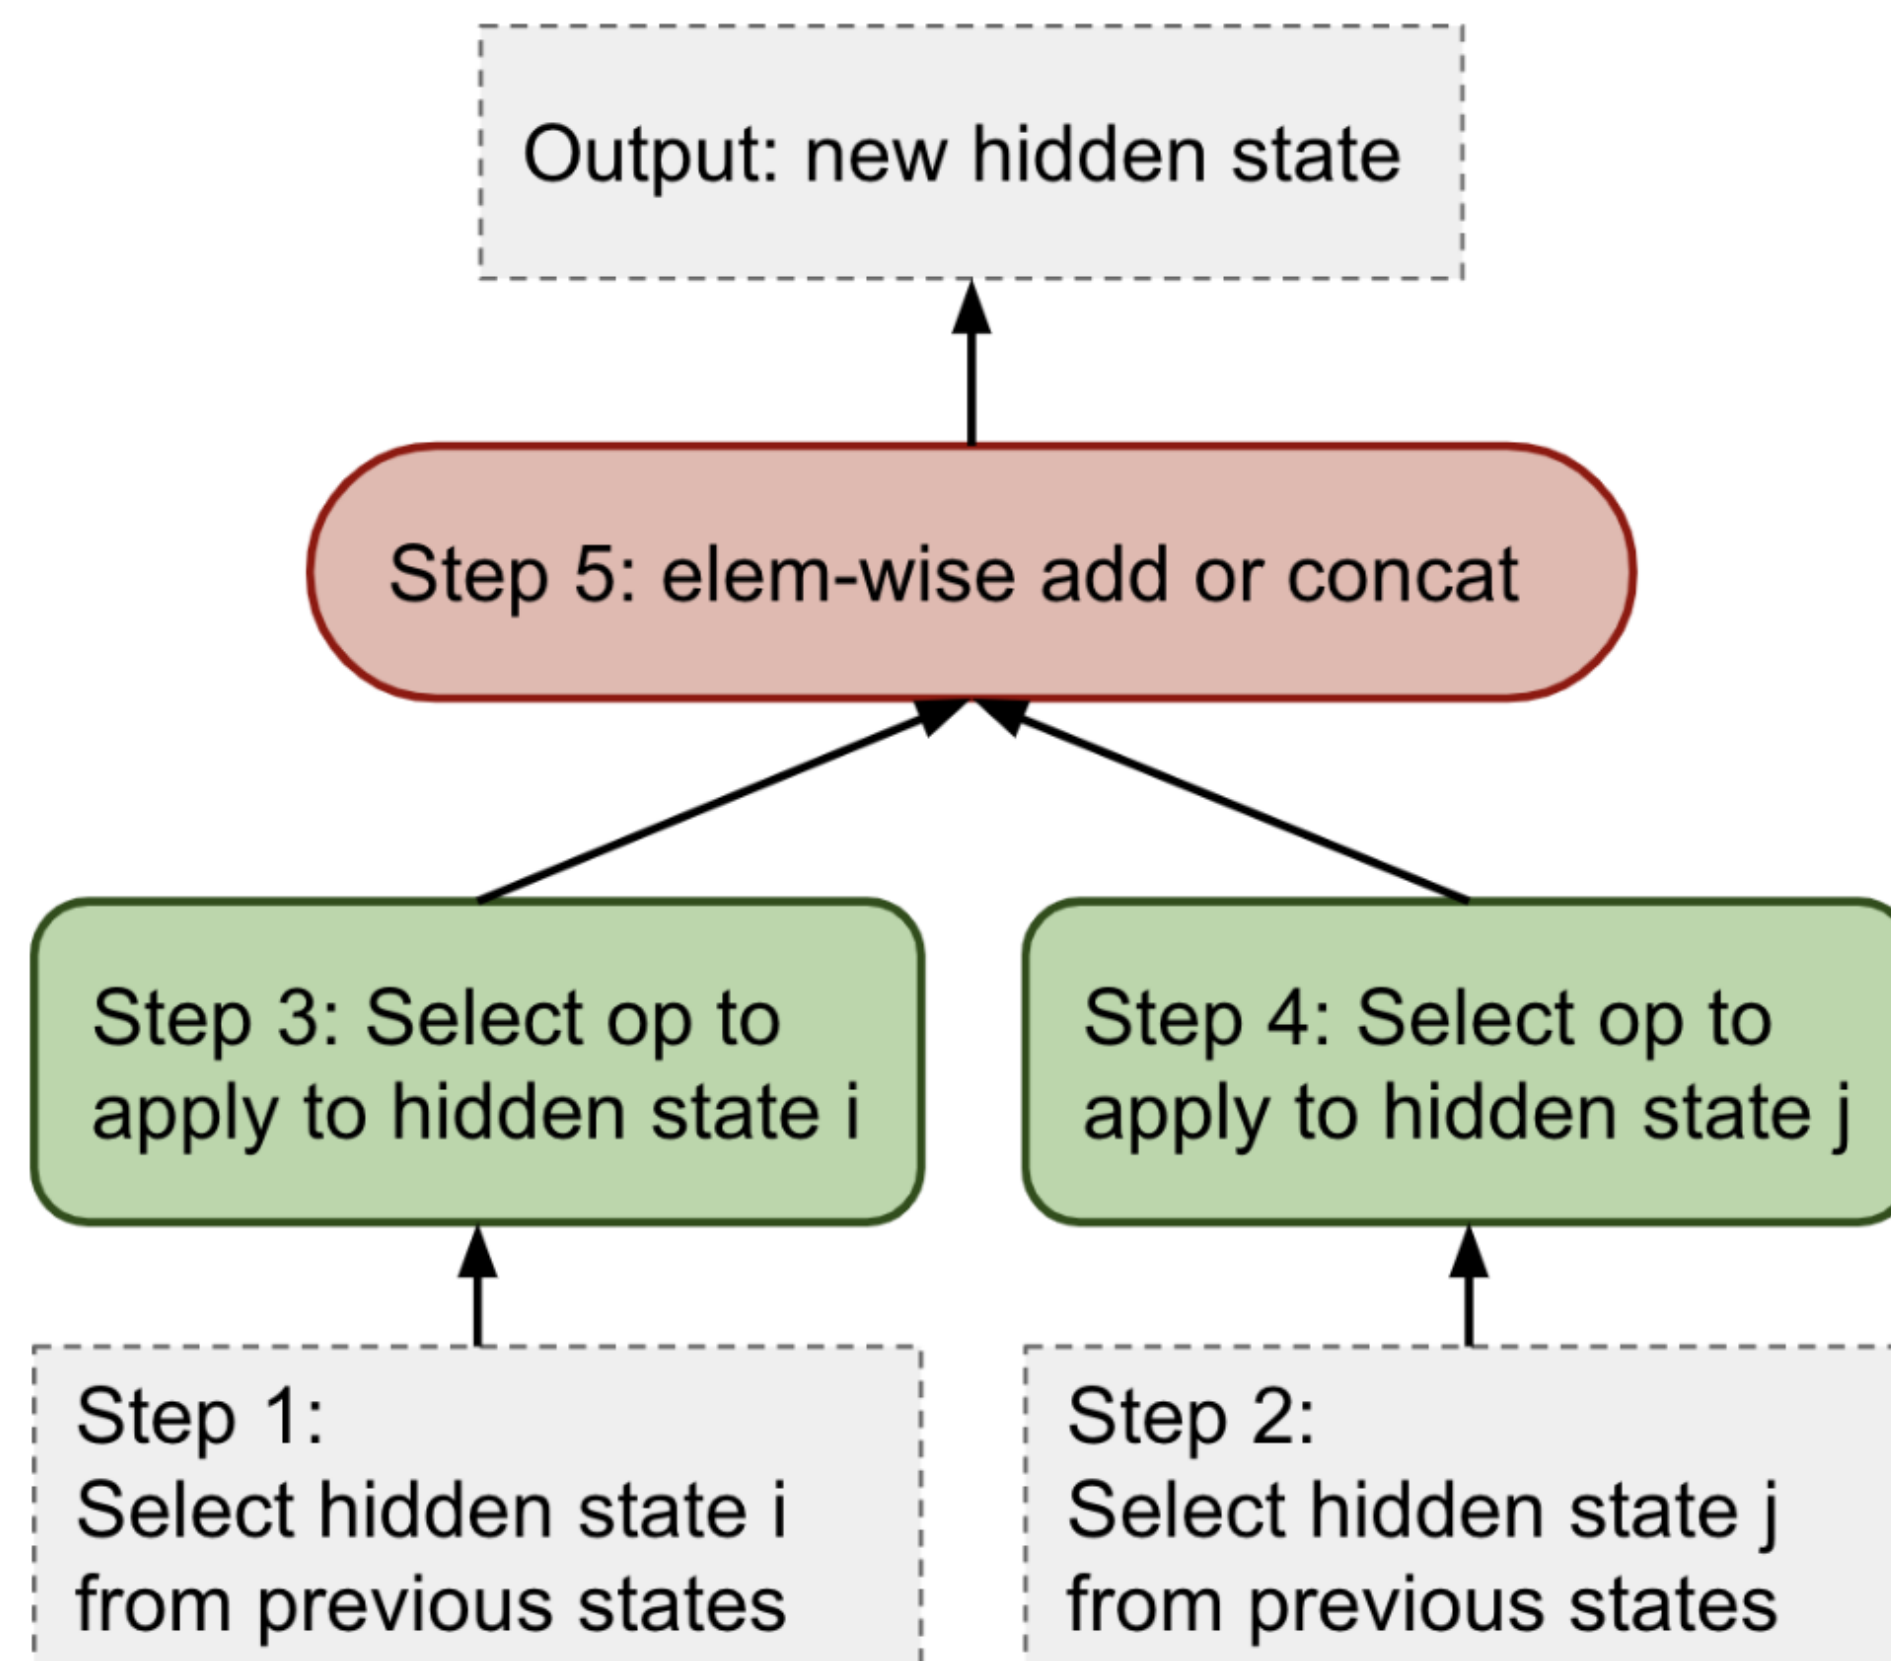 Output: new hidden state
Step 5: elem-wise add or concat
Step 3: Select op to
apply to hidden state i
Step 4: Select op to
apply to hidden state j
Step 1:
Select hidden state i
from previous states
Step 2:
Select hidden state j
from previous states